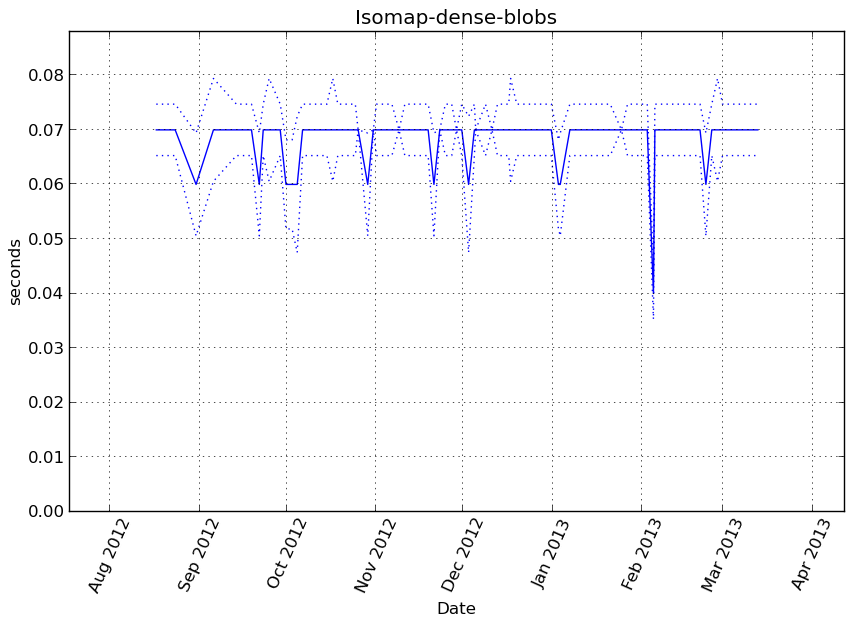 Isomap-dense-blobs
0.08
0.07
0.06
0.05
0.04
0.03
0.02
0.01
0.00
seconds
Aug 2012
Sep 2012
Oct 2012
Nov 2012
Dec 2012
Jan 2013
Feb 2013
Mar 2013
Apr 2013
Date